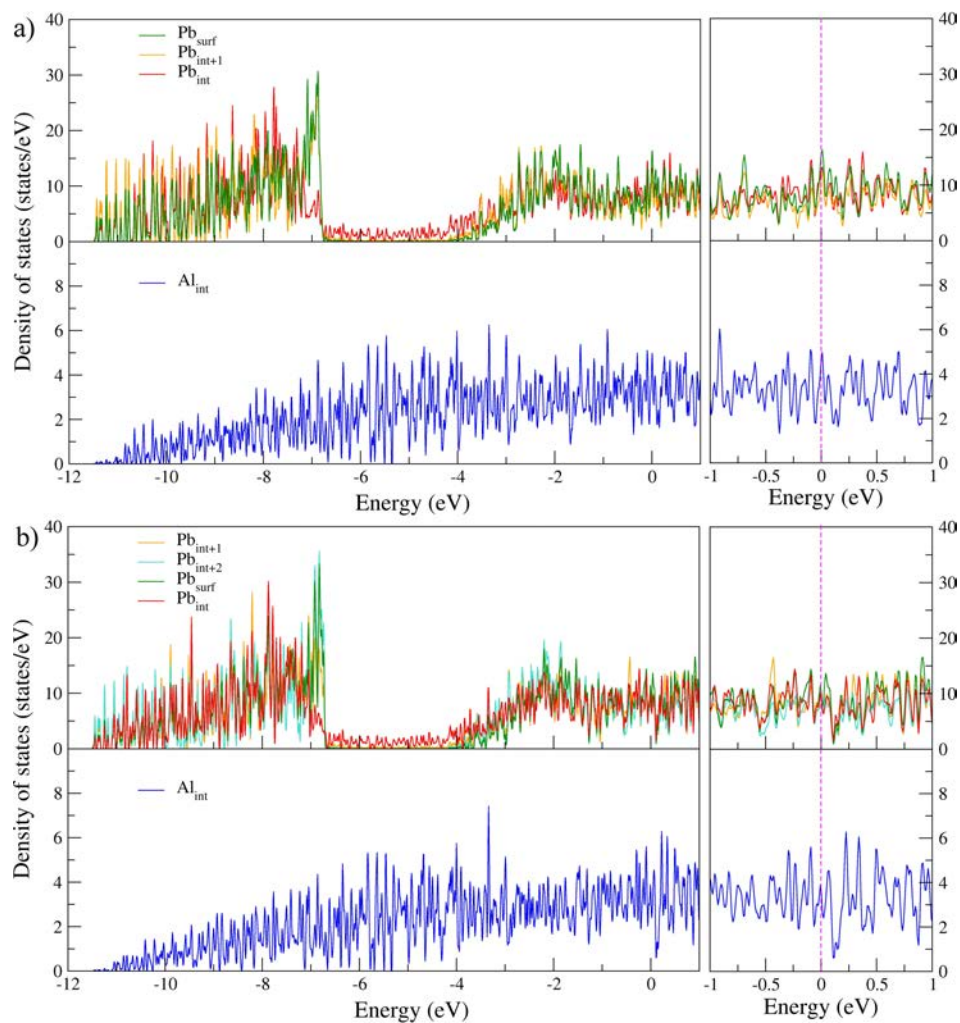 a)
Pb_surf
Pb_int+1
Pb_int
40
30
20
10
0
40
30
20
10
0
Density of states (states/eV)
Al_int
8
6
4
2
0
8
6
4
2
0
-12 -10 -8 -6 -4 -2 0
-1 -0.5 0 0.5 1
Energy (eV)
Energy (eV)
b)
Pb_int+1
Pb_int+2
Pb_surf
Pb_int
40
30
20
10
0
40
30
20
10
0
Density of states (states/eV)
Al_int
8
6
4
2
0
8
6
4
2
0
-12 -10 -8 -6 -4 -2 0
-1 -0.5 0 0.5 1
Energy (eV)
Energy (eV)